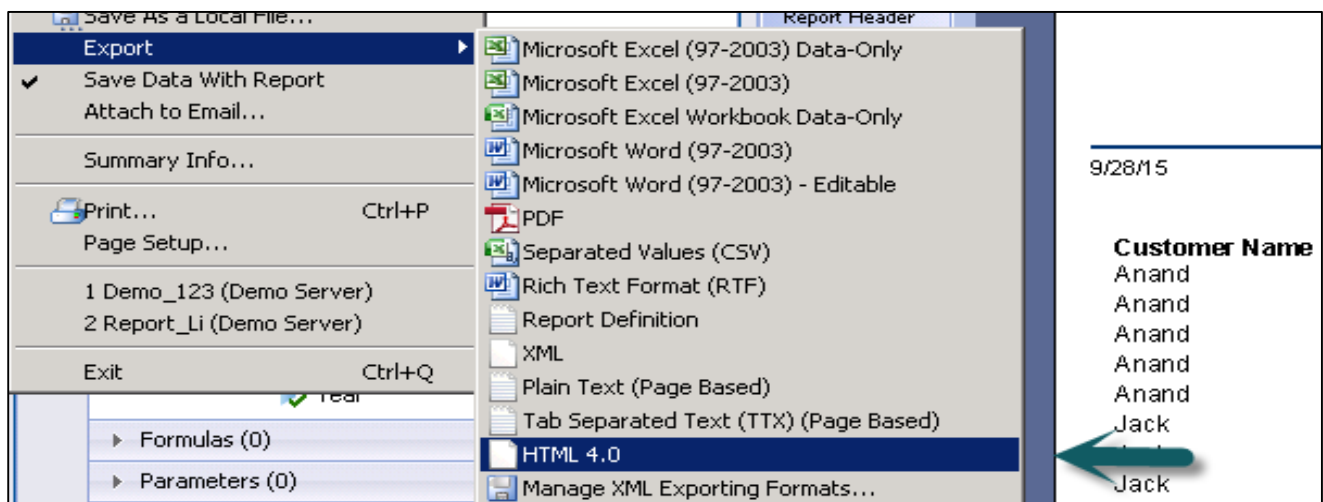 Save As a Local File...
Export
Save Data With Report
Attach to Email...
Summary Info...
Print... Ctrl+P
Page Setup...
1 Demo_123 (Demo Server)
2 Report_Li (Demo Server)
Exit Ctrl+Q
Year
Formulas (0)
Parameters (0)
Report Header
Microsoft Excel (97-2003) Data-Only
Microsoft Excel (97-2003)
Microsoft Excel Workbook Data-Only
Microsoft Word (97-2003)
Microsoft Word (97-2003) - Editable
PDF
Separated Values (CSV)
Rich Text Format (RTF)
Report Definition
XML
Plain Text (Page Based)
Tab Separated Text (TTX) (Page Based)
HTML 4.0
Manage XML Exporting Formats...
9/28/15
Customer Name
Anand
Anand
Anand
Anand
Anand
Jack
Jack